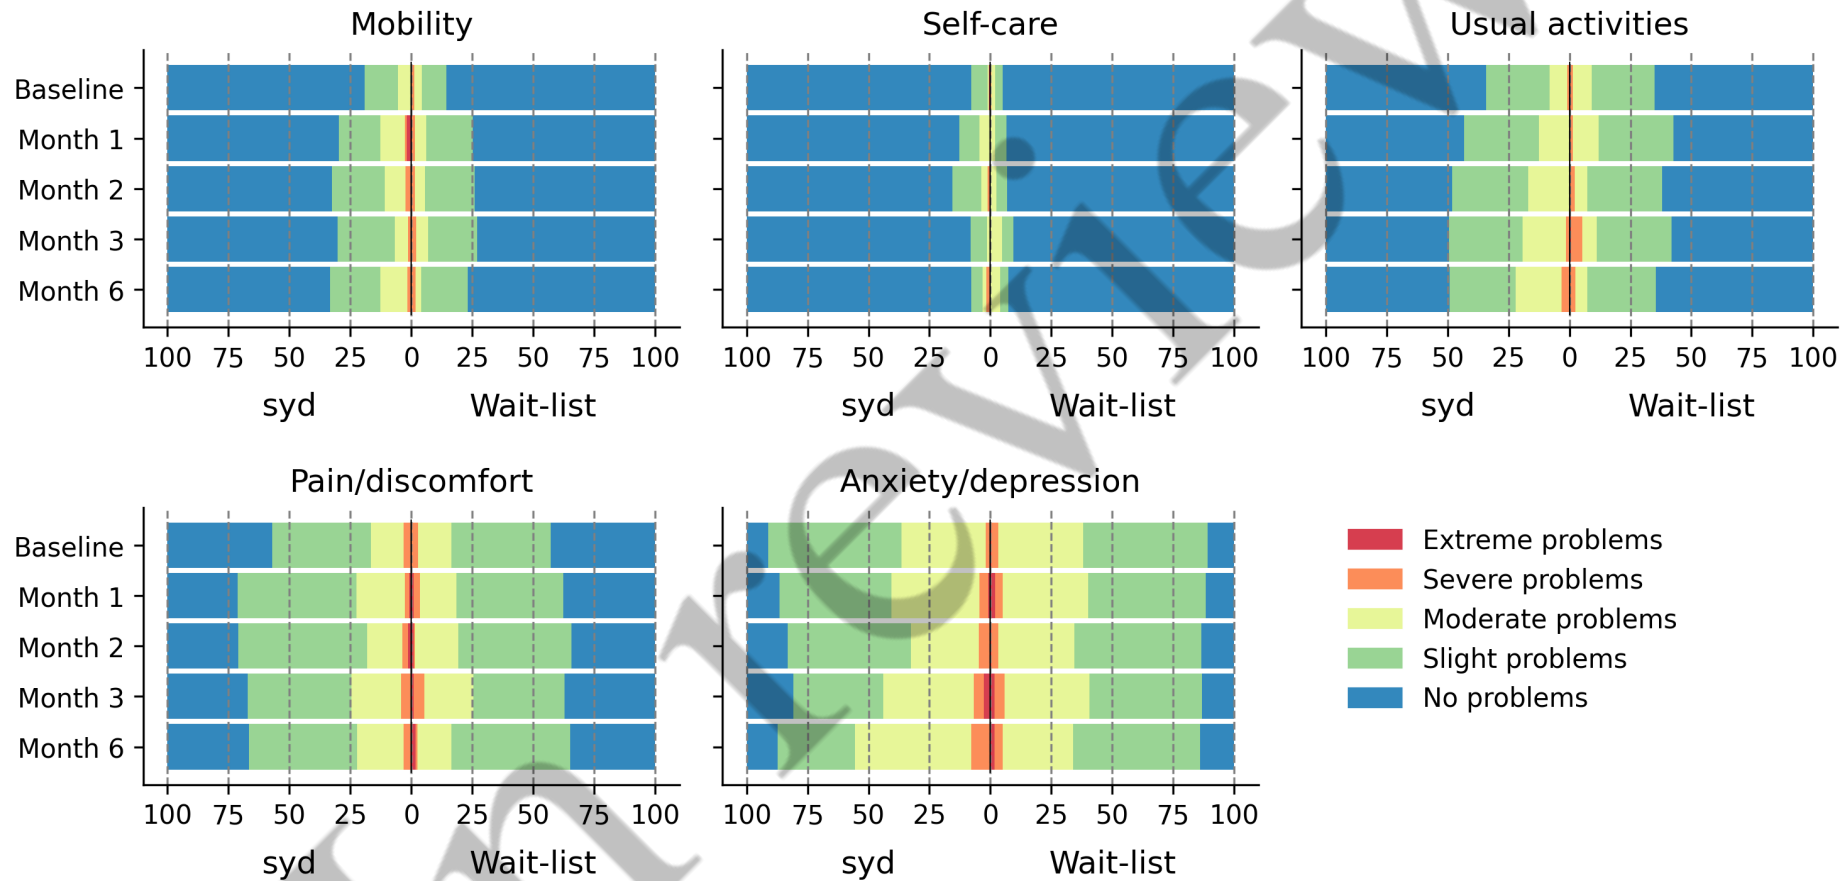 Mobility
Self-care
Usual activities
Baseline
Month 1
Month 2
Month 3
Month 6
100 75 50 25 0 25 50 75 100
100 75 50 25 0 25 50 75 100
100 75 50 25 0 25 50 75 100
syd Wait-list
syd Wait-list
syd Wait-list
Pain/discomfort
Anxiety/depression
Baseline
Month 1
Month 2
Month 3
Month 6
100 75 50 25 0 25 50 75 100
100 75 50 25 0 25 50 75 100
syd Wait-list
syd Wait-list
Extreme problems
Severe problems
Moderate problems
Slight problems
No problems
n review